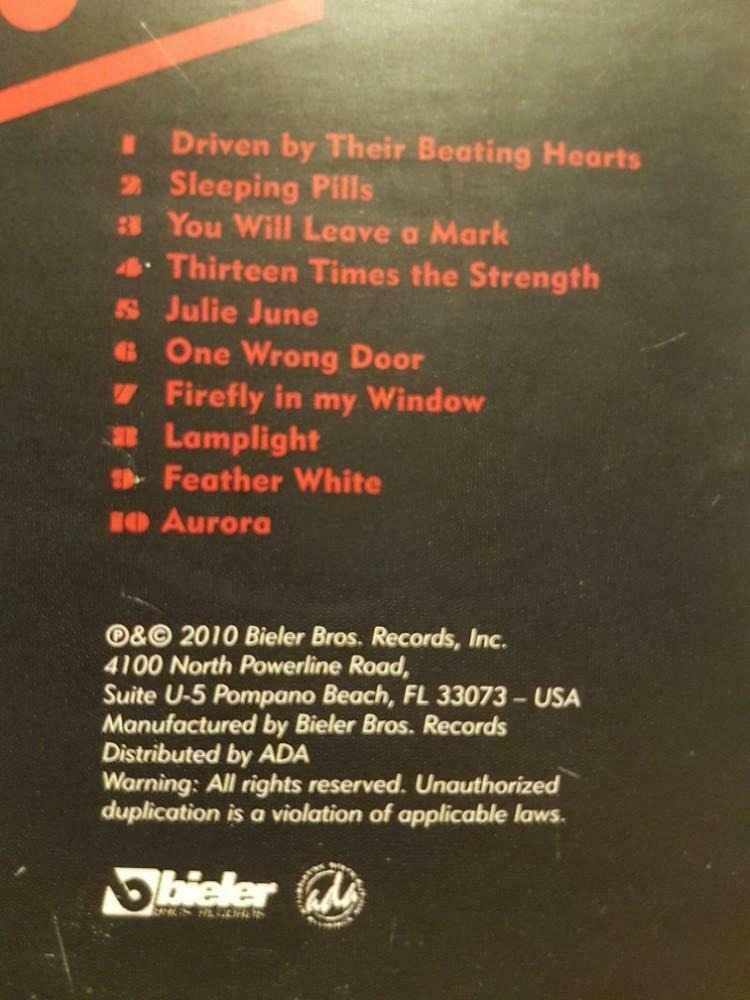 1 Driven by Their Beating Hearts
2 Sleeping Pills
3 You Will Leave a Mark
4 Thirteen Times the Strength
5 Julie June
6 One Wrong Door
7 Firefly in my Window
8 Lamplight
9 Feather White
10 Aurora
℗&© 2010 Bieler Bros. Records, Inc.
4100 North Powerline Road,
Suite U-5 Pompano Beach, FL 33073 – USA
Manufactured by Bieler Bros. Records
Distributed by ADA
Warning: All rights reserved. Unauthorized
duplication is a violation of applicable laws.
bieler
BROS. RECORDS
ada